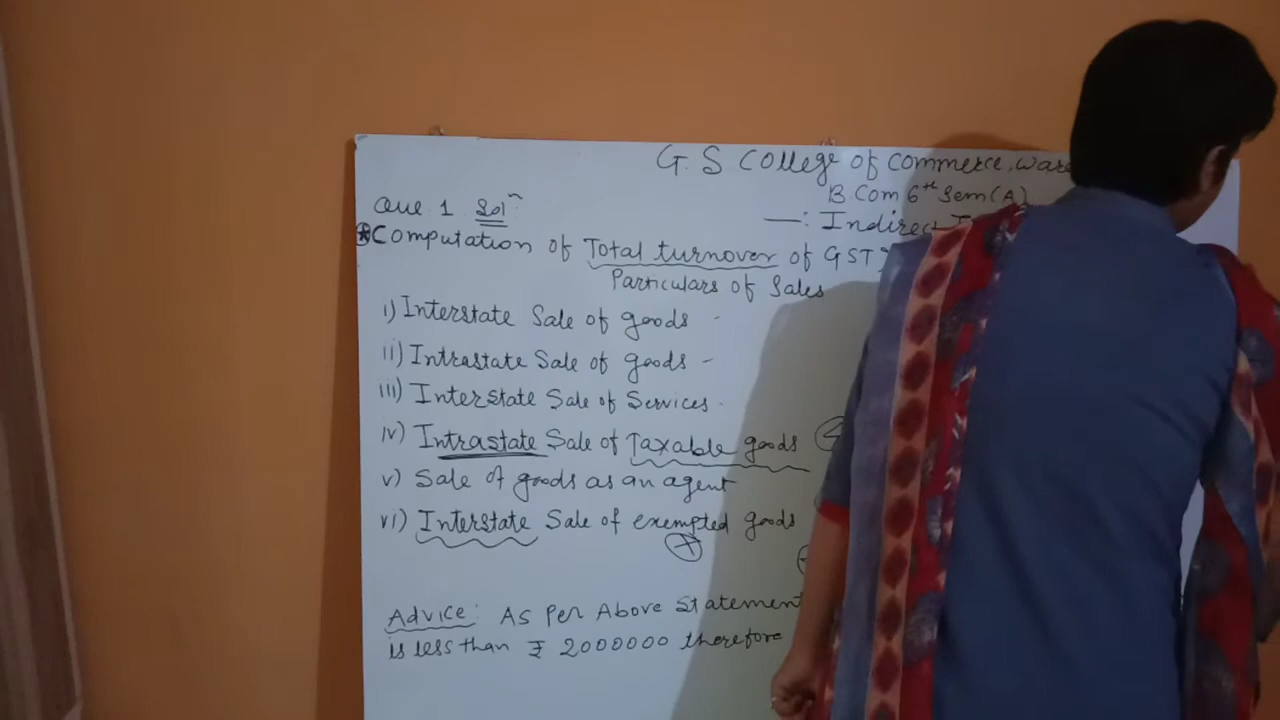 G. S College of Commerce,
B Com 6th Sem (A)
Que 1 Soln
—: Indirect
Computation of Total turnover of GST
Particulars of Sales
i) Interstate Sale of goods -
ii) Intrastate Sale of goods -
iii) Interstate Sale of Services -
iv) Intrastate Sale of Taxable goods
v) Sale of goods as an agent
vi) Interstate Sale of exempted goods
Advice: As Per Above Statement
is less than ₹ 2000000 therefore